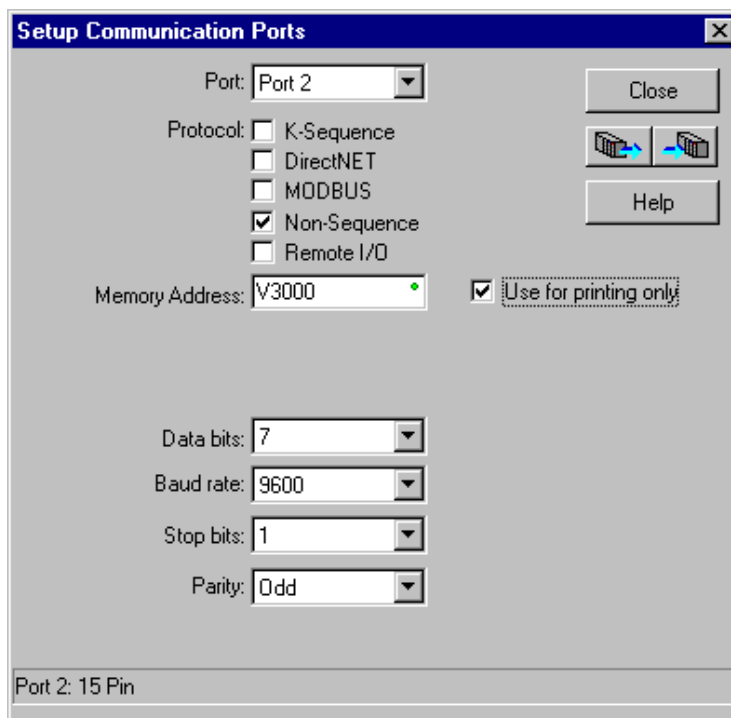 Setup Communication Ports
Port: Port 2
Close
Protocol: K-Sequence
DirectNET
MODBUS
Non-Sequence
Help
Remote I/O
Memory Address: V3000
Use for printing only
Data bits: 7
Baud rate: 9600
Stop bits: 1
Parity: Odd
Port 2: 15 Pin